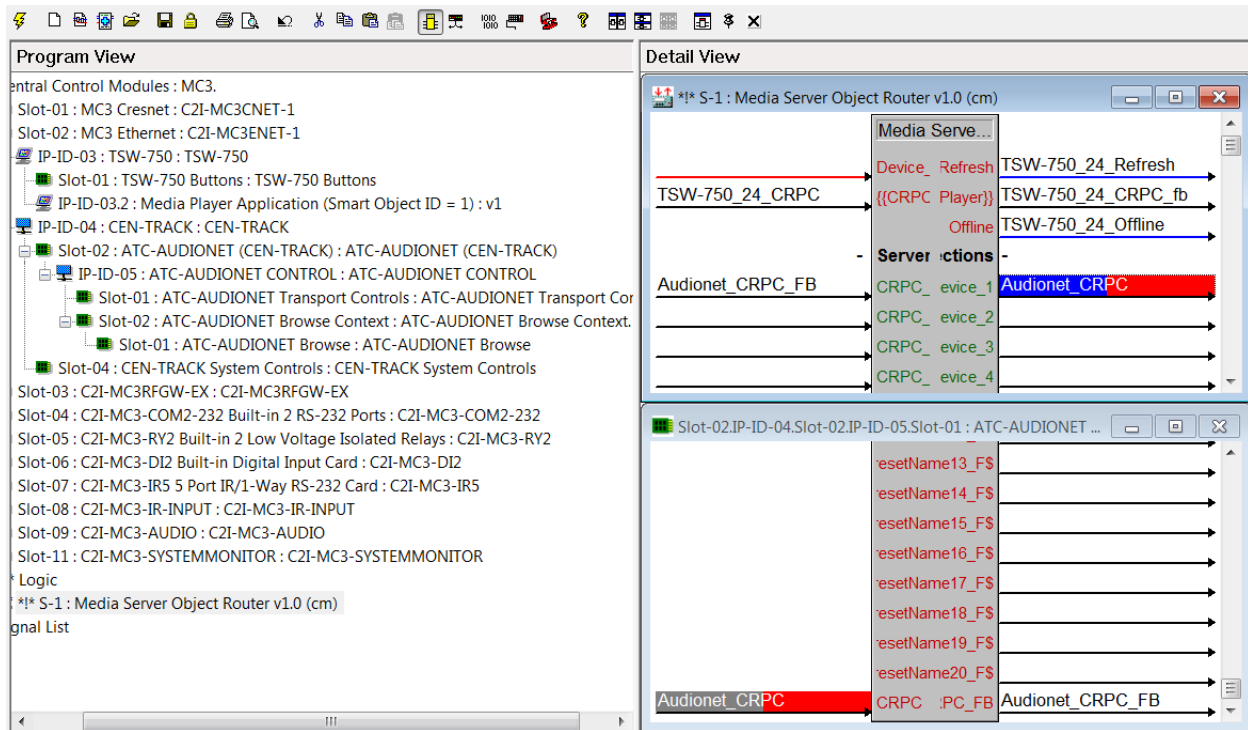 Program View
entral Control Modules : MC3.
Slot-01 : MC3 Cresnet : C2I-MC3CNET-1
Slot-02 : MC3 Ethernet : C2I-MC3ENET-1
IP-ID-03 : TSW-750 : TSW-750
Slot-01 : TSW-750 Buttons : TSW-750 Buttons
IP-ID-03.2 : Media Player Application (Smart Object ID = 1) : v1
IP-ID-04 : CEN-TRACK : CEN-TRACK
Slot-02 : ATC-AUDIONET (CEN-TRACK) : ATC-AUDIONET (CEN-TRACK)
IP-ID-05 : ATC-AUDIONET CONTROL : ATC-AUDIONET CONTROL
Slot-01 : ATC-AUDIONET Transport Controls : ATC-AUDIONET Transport Cor
Slot-02 : ATC-AUDIONET Browse Context : ATC-AUDIONET Browse Context.
Slot-01 : ATC-AUDIONET Browse : ATC-AUDIONET Browse
Slot-04 : CEN-TRACK System Controls : CEN-TRACK System Controls
Slot-03 : C2I-MC3RFGW-EX : C2I-MC3RFGW-EX
Slot-04 : C2I-MC3-COM2-232 Built-in 2 RS-232 Ports : C2I-MC3-COM2-232
Slot-05 : C2I-MC3-RY2 Built-in 2 Low Voltage Isolated Relays : C2I-MC3-RY2
Slot-06 : C2I-MC3-DI2 Built-in Digital Input Card : C2I-MC3-DI2
Slot-07 : C2I-MC3-IR5 5 Port IR/1-Way RS-232 Card : C2I-MC3-IR5
Slot-08 : C2I-MC3-IR-INPUT : C2I-MC3-IR-INPUT
Slot-09 : C2I-MC3-AUDIO : C2I-MC3-AUDIO
Slot-11 : C2I-MC3-SYSTEMMONITOR : C2I-MC3-SYSTEMMONITOR
* Logic
*!* S-1 : Media Server Object Router v1.0 (cm)
gnal List
Detail View
*!* S-1 : Media Server Object Router v1.0 (cm)
Media Serve...
Device_ Refresh TSW-750_24_Refresh
TSW-750_24_CRPC {{CRPC Player}} TSW-750_24_CRPC_fb
Offline TSW-750_24_Offline
- Server ctions -
Audionet_CRPC_FB CRPC_ evice_1 Audionet_CRPC
CRPC_ evice_2
CRPC_ evice_3
CRPC_ evice_4
Slot-02.IP-ID-04.Slot-02.IP-ID-05.Slot-01 : ATC-AUDIONET ...
esetName13_F$
esetName14_F$
esetName15_F$
esetName16_F$
esetName17_F$
esetName18_F$
esetName19_F$
esetName20_F$
Audionet_CRPC CRPC PC_FB Audionet_CRPC_FB